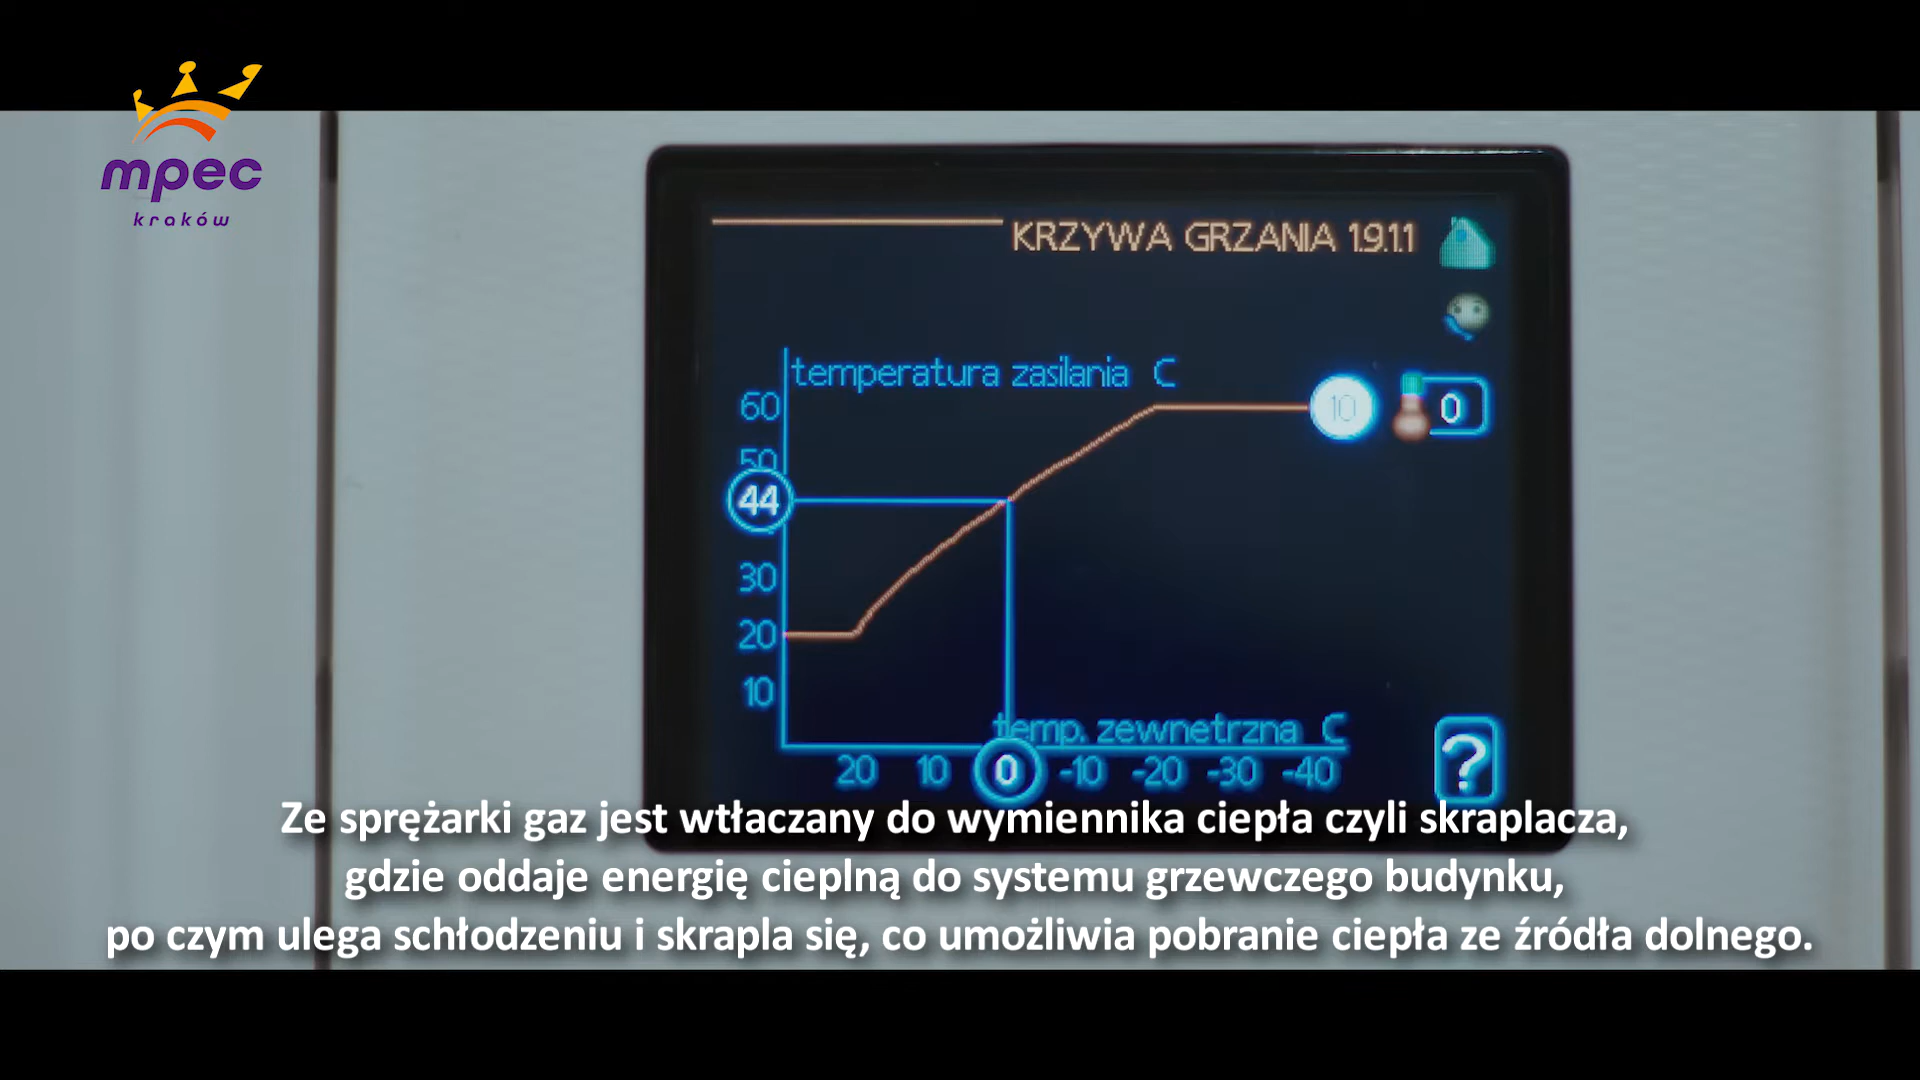 mpec
kraków
KRZYWA GRZANIA 1.9.1.1
temperatura zasilania C
60
10
0
50
44
30
20
10
temp. zewnetrzna C
20 10 0 -10 -20 -30 -40
?
Ze sprężarki gaz jest wtłaczany do wymiennika ciepła czyli skraplacza,
gdzie oddaje energię cieplną do systemu grzewczego budynku,
po czym ulega schłodzeniu i skrapla się, co umożliwia pobranie ciepła ze źródła dolnego.